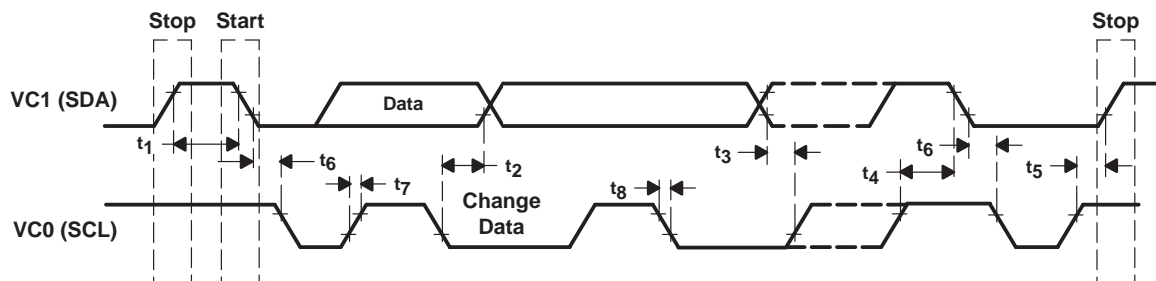 Stop Start Stop
VC1 (SDA)
Data
t1
t6
t2
t3
t6
t4
t5
t7
t8
Change
Data
VC0 (SCL)